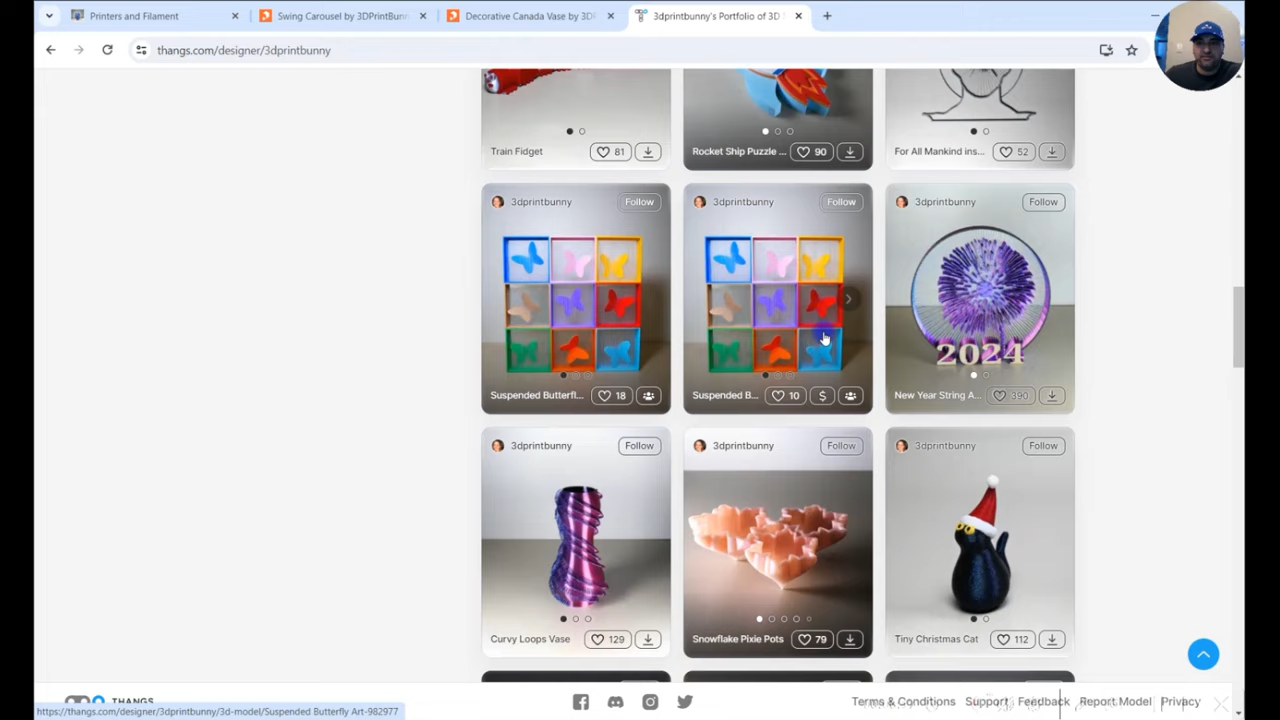 Printers and Filament
Swing Carousel by 3DPrintBunn
Decorative Canada Vase by 3DP
3dprintbunny's Portfolio of 3D
thangs.com/designer/3dprintbunny
Train Fidget
81
Rocket Ship Puzzle ...
90
For All Mankind ins...
52
3dprintbunny
Follow
3dprintbunny
Follow
3dprintbunny
Follow
2024
Suspended Butterfl...
18
Suspended B...
10
$
New Year String A...
390
3dprintbunny
Follow
3dprintbunny
Follow
3dprintbunny
Follow
Curvy Loops Vase
129
Snowflake Pixie Pots
79
Tiny Christmas Cat
112
THANGS
Terms & Conditions
Support
Feedback
Report Model
Privacy
https://thangs.com/designer/3dprintbunny/3d-model/Suspended Butterfly Art-982977